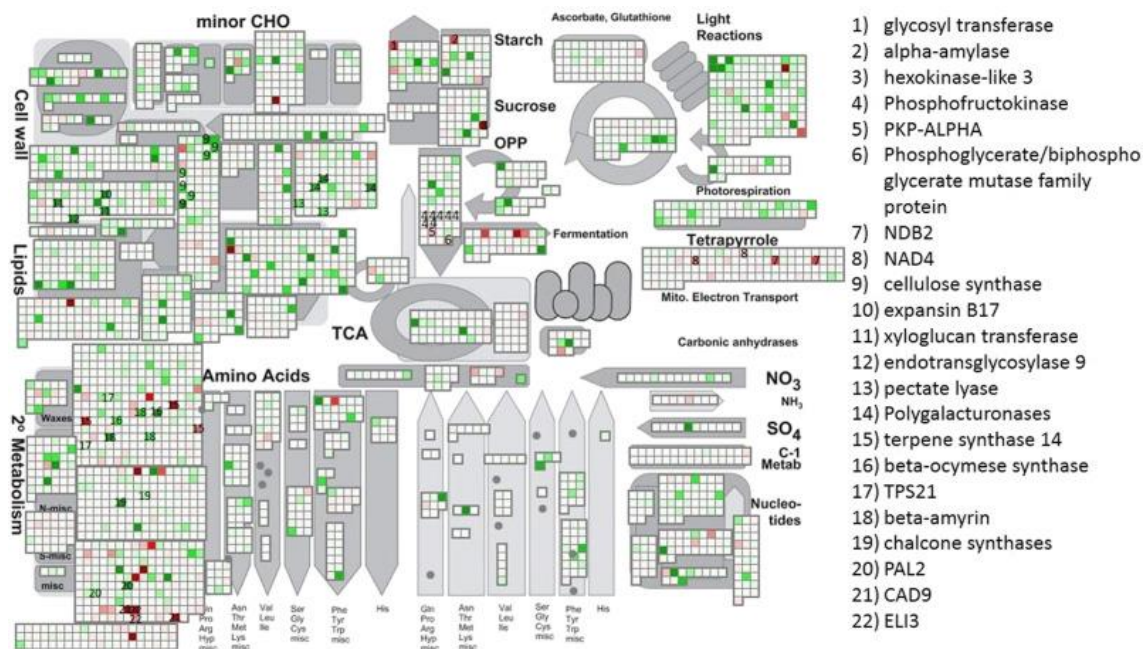 minor CHO
Ascorbate, Glutathione
Light
Reactions
Starch
Sucrose
OPP
Cell wall
Photorespiration
Fermentation
Tetrapyrrole
Lipids
Mito. Electron Transport
TCA
Carbonic anhydrases
Amino Acids
NO3
NH3
SO4
C-1
Metab
Nucleo-
tides
2° Metabolism
Waxes
N-misc
S-misc
misc
Gln
Pro
Arg
Hyp
misc
Asn
Thr
Met
Lys
misc
Val
Leu
Ile
Ser
Gly
Cys
misc
Phe
Tyr
Trp
misc
His
Gln
Pro
Arg
Hyp
misc
Asn
Thr
Met
Lys
misc
Val
Leu
Ile
Ser
Gly
Cys
misc
Phe
Tyr
Trp
misc
His
1) glycosyl transferase
2) alpha-amylase
3) hexokinase-like 3
4) Phosphofructokinase
5) PKP-ALPHA
6) Phosphoglycerate/bipho​spho
glycerate mutase family
protein
7) NDB2
8) NAD4
9) cellulose synthase
10) expansin B17
11) xyloglucan transferase
12) endotransglycosylase 9
13) pectate lyase
14) Polygalacturonases
15) terpene synthase 14
16) beta-ocymese synthase
17) TPS21
18) beta-amyrin
19) chalcone synthases
20) PAL2
21) CAD9
22) ELI3